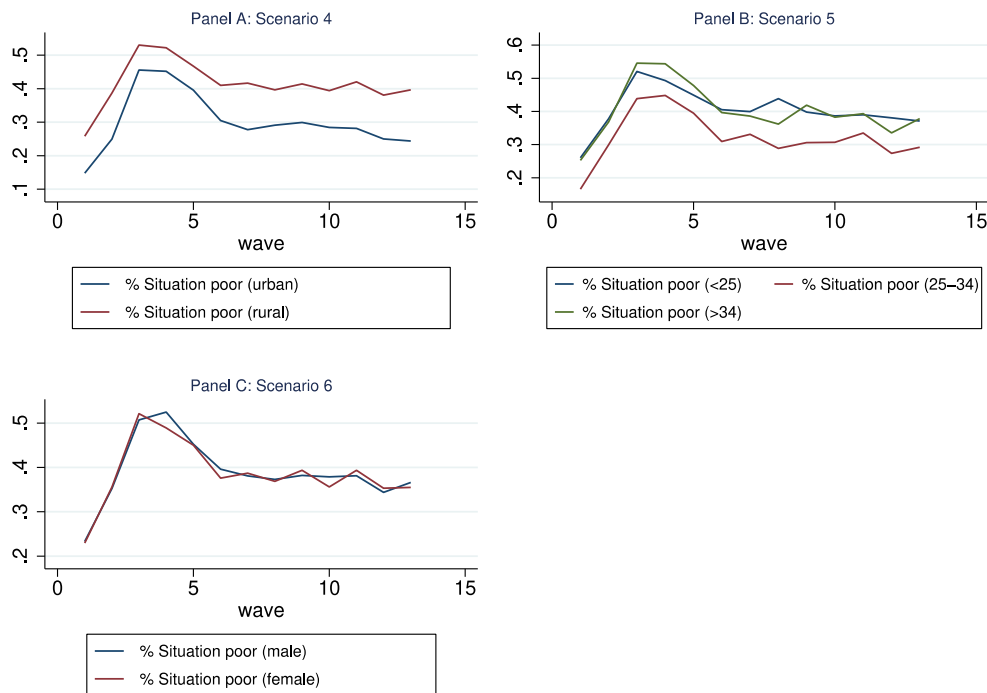 Panel A: Scenario 4
.5
.4
.3
.2
.1
0 5 10 15
wave
% Situation poor (urban)
% Situation poor (rural)
Panel B: Scenario 5
.6
.5
.4
.3
.2
0 5 10 15
wave
% Situation poor (<25) % Situation poor (25–34)
% Situation poor (>34)
Panel C: Scenario 6
.5
.4
.3
.2
0 5 10 15
wave
% Situation poor (male)
% Situation poor (female)